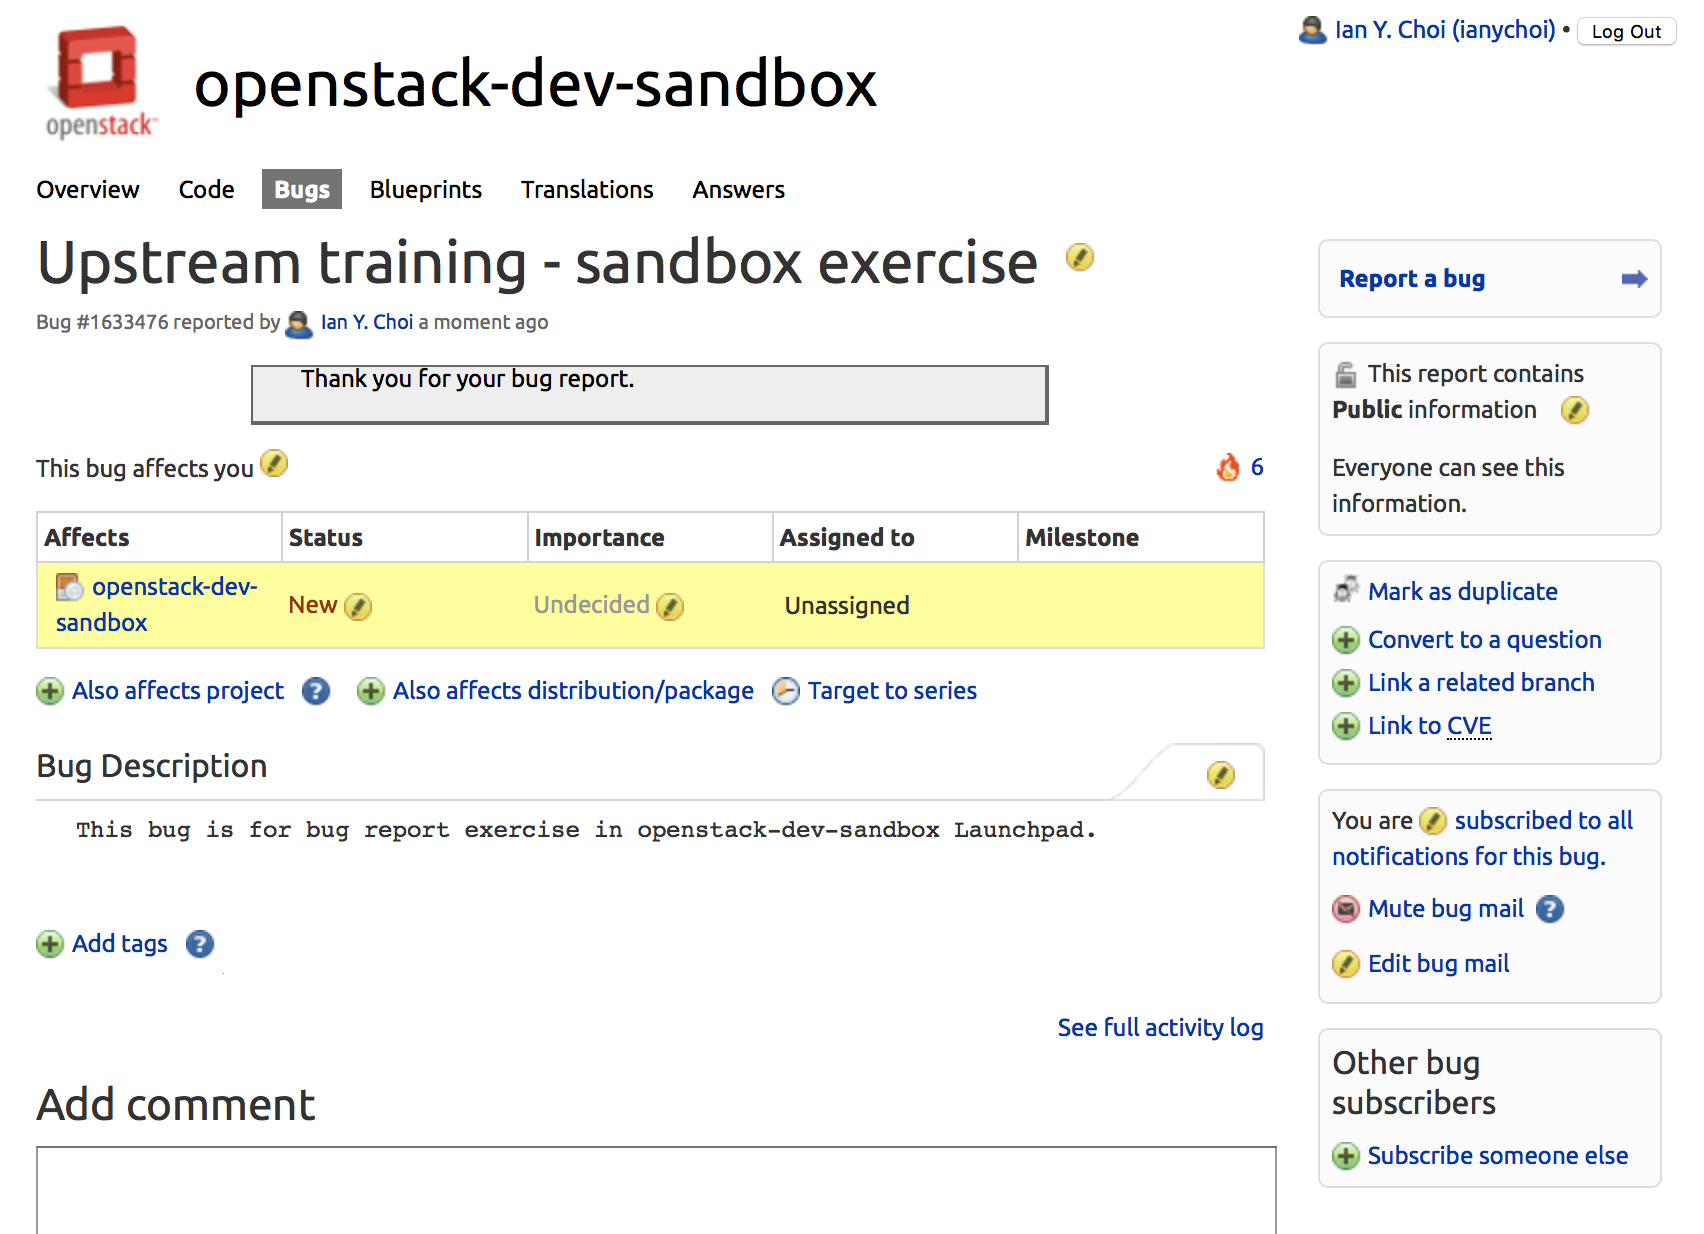 Ian Y. Choi (ianychoi) • Log Out
openstack™
openstack-dev-sandbox
Overview Code Bugs Blueprints Translations Answers
Upstream training - sandbox exercise
Bug #1633476 reported by Ian Y. Choi a moment ago
Thank you for your bug report.
This bug affects you
6
Affects Status Importance Assigned to Milestone
openstack-dev-
sandbox
New Undecided Unassigned
Also affects project ? Also affects distribution/package Target to series
Bug Description
This bug is for bug report exercise in openstack-dev-sandbox Launchpad.
Add tags ?
See full activity log
Add comment
Report a bug
This report contains
Public information
Everyone can see this
information.
Mark as duplicate
Convert to a question
Link a related branch
Link to CVE
You are subscribed to all
notifications for this bug.
Mute bug mail ?
Edit bug mail
Other bug
subscribers
Subscribe someone else